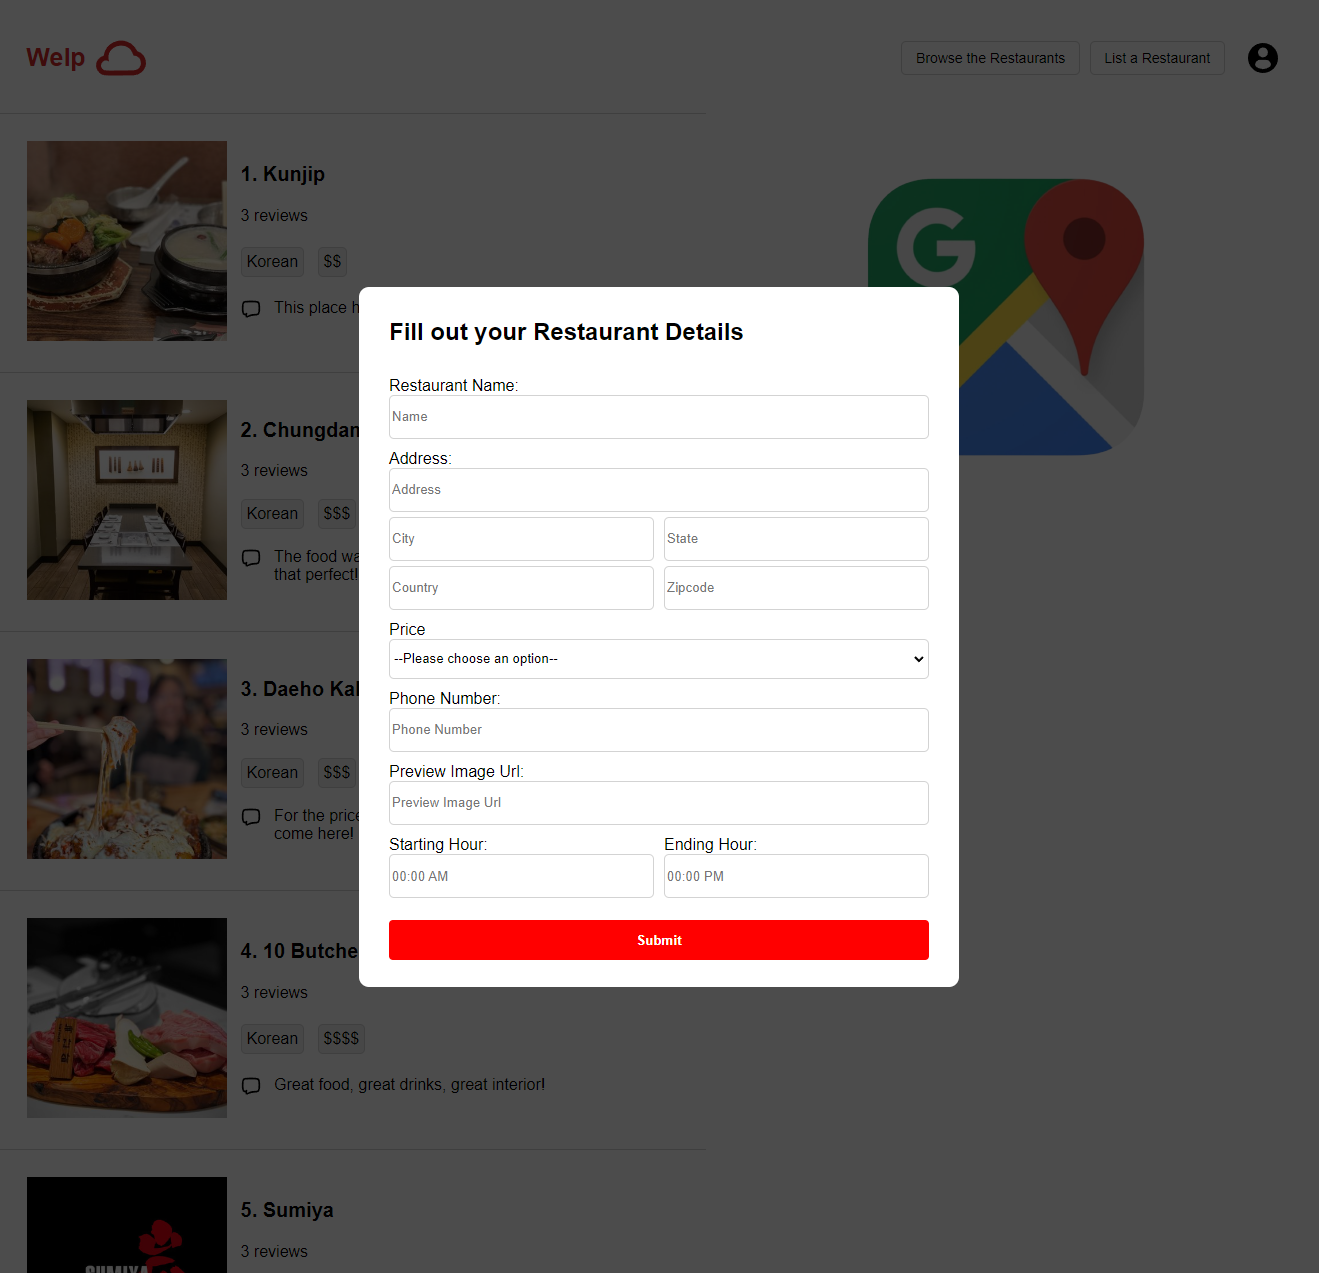 Welp
Browse the Restaurants
List a Restaurant
1. Kunjip
3 reviews
Korean
$$
This place h
2. Chungdam
3 reviews
Korean
$$$
The food wa
that perfect!
3. Daeho Kal
3 reviews
Korean
$$$
For the price
come here!
4. 10 Butche
3 reviews
Korean
$$$$
Great food, great drinks, great interior!
5. Sumiya
3 reviews
SUMIYA
G
Fill out your Restaurant Details
Restaurant Name:
Name
Address:
Address
City
State
Country
Zipcode
Price
--Please choose an option--
Phone Number:
Phone Number
Preview Image Url:
Preview Image Url
Starting Hour:
Ending Hour:
00:00 AM
00:00 PM
Submit